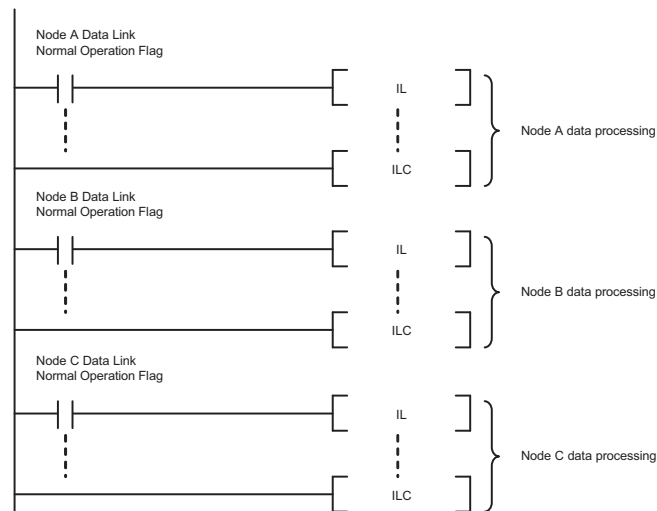 Node A Data Link
Normal Operation Flag
IL
Node A data processing
ILC
Node B Data Link
Normal Operation Flag
IL
Node B data processing
ILC
Node C Data Link
Normal Operation Flag
IL
Node C data processing
ILC